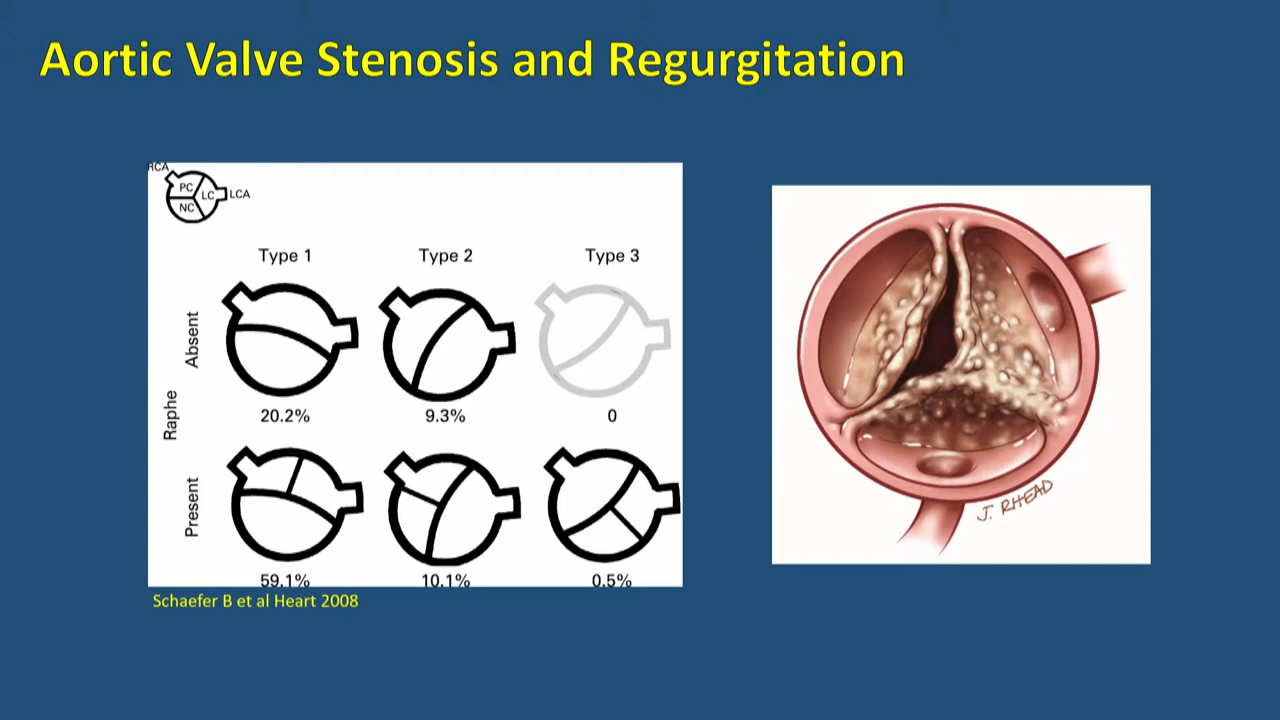 Aortic Valve Stenosis and Regurgitation
RCA
PC
LC
LCA
NC
Type 1 Type 2 Type 3
Raphe
Absent
20.2% 9.3% 0
Present
59.1% 10.1% 0.5%
Schaefer B et al Heart 2008
J. RHEAD